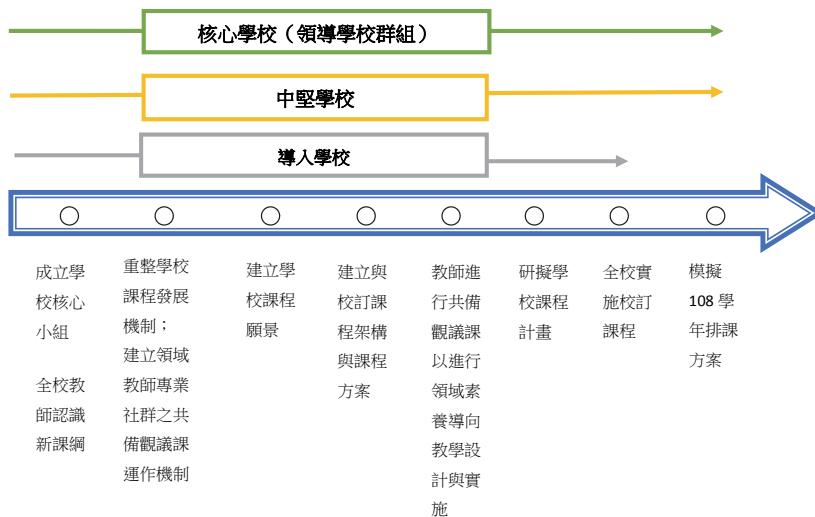 核心學校（領導學校群組）
中堅學校
導入學校
成立學
校核心
小組
全校教
師認識
新課綱
重整學校
課程發展
機制；
建立領域
教師專業
社群之共
備觀議課
運作機制
建立學
校課程
願景
建立與
校訂課
程架構
與課程
方案
教師進
行共備
觀議課
以進行
領域素
養導向
教學設
計與實
施
研擬學
校課程
計畫
全校實
施校訂
課程
模擬
108 學
年排課
方案